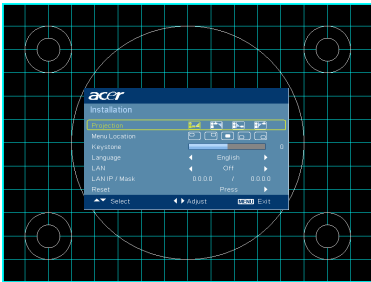 acer
Installation
Projection
Menu Location
Keystone 0
Language English
LAN Off
LAN IP / Mask 0.0.0.0 / 0.0.0.0
Reset Press
Select Adjust MENU Exit